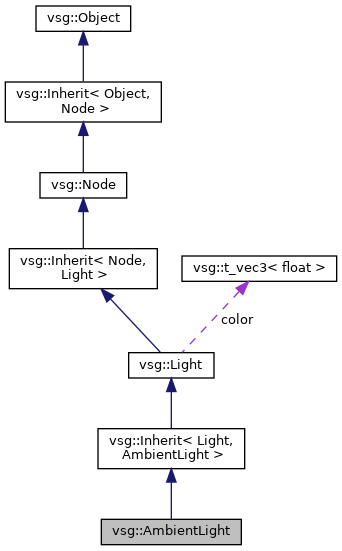 vsg::Object
vsg::Inherit< Object,
Node >
vsg::Node
vsg::Inherit< Node,
Light >
vsg::t_vec3< float >
color
vsg::Light
vsg::Inherit< Light,
AmbientLight >
vsg::AmbientLight